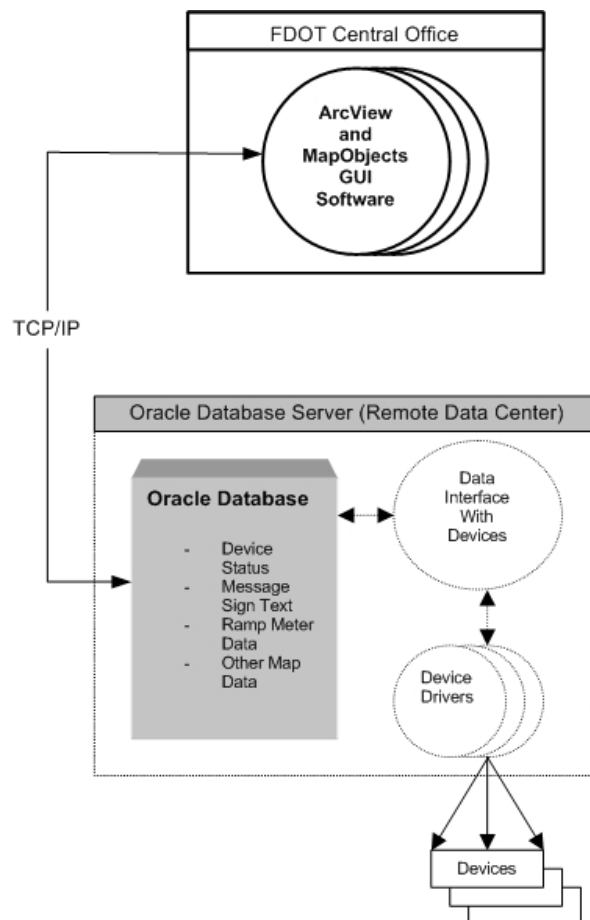 FDOT Central Office
ArcView
and
MapObjects
GUI
Software
TCP/IP
Oracle Database Server (Remote Data Center)
Oracle Database
- Device
Status
- Message
Sign Text
- Ramp Meter
Data
- Other Map
Data
Data
Interface
With
Devices
Device
Drivers
Devices